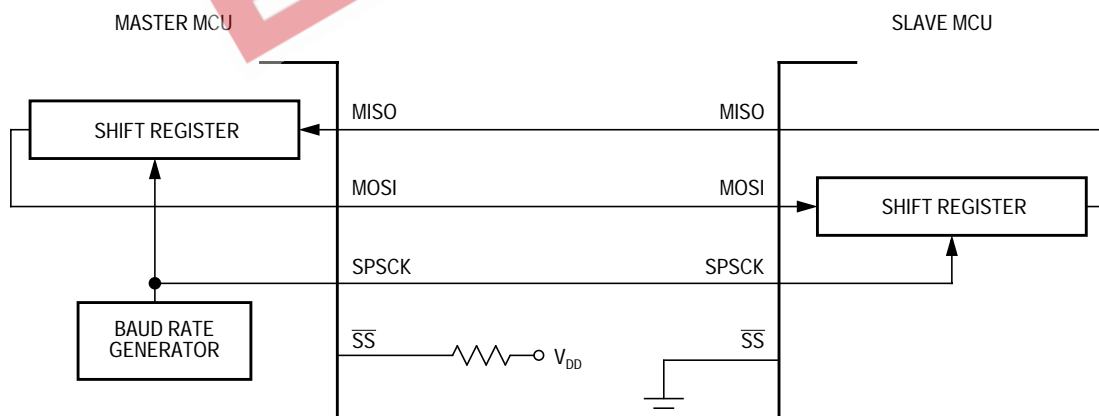 MASTER MCU
SLAVE MCU
SHIFT REGISTER
MISO
MISO
MOSI
MOSI
SHIFT REGISTER
SPSCK
SPSCK
BAUD RATE
GENERATOR
SS
VDD
SS